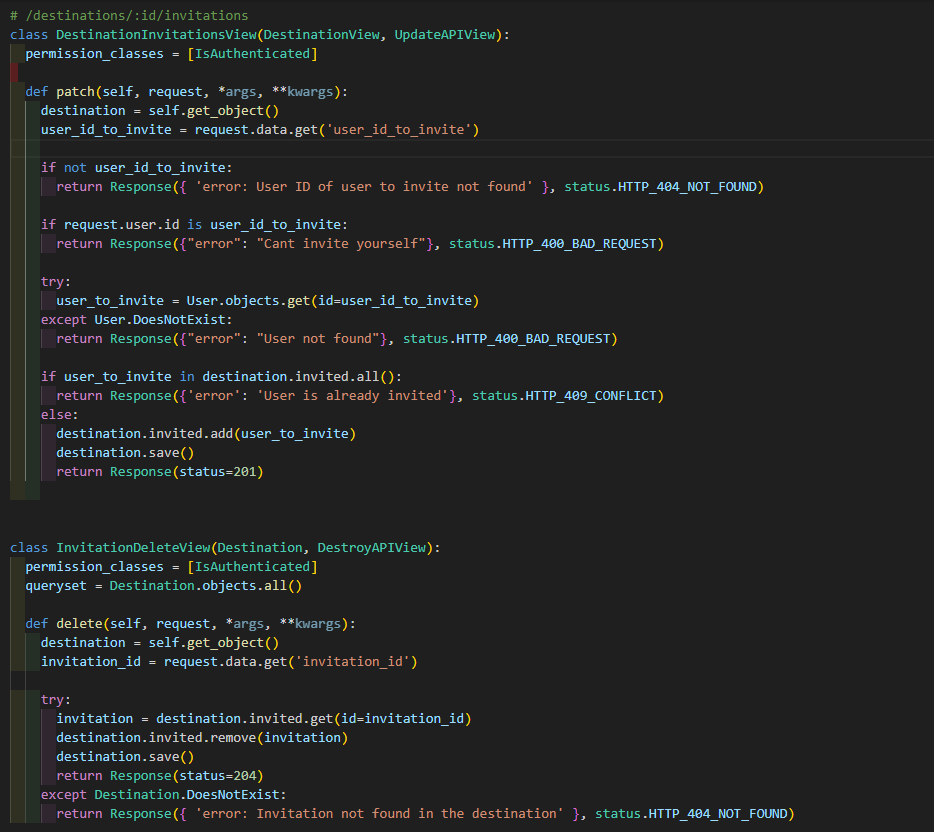 # /destinations/:id/invitations
class DestinationInvitationsView(DestinationView, UpdateAPIView):
  permission_classes = [IsAuthenticated]
  def patch(self, request, *args, **kwargs):
    destination = self.get_object()
    user_id_to_invite = request.data.get('user_id_to_invite')
    if not user_id_to_invite:
      return Response({ 'error: User ID of user to invite not found' }, status.HTTP_404_NOT_FOUND)
    if request.user.id is user_id_to_invite:
      return Response({"error": "Cant invite yourself"}, status.HTTP_400_BAD_REQUEST)
    try:
      user_to_invite = User.objects.get(id=user_id_to_invite)
    except User.DoesNotExist:
      return Response({"error": "User not found"}, status.HTTP_400_BAD_REQUEST)
    if user_to_invite in destination.invited.all():
      return Response({'error': 'User is already invited'}, status.HTTP_409_CONFLICT)
    else:
      destination.invited.add(user_to_invite)
      destination.save()
      return Response(status=201)
class InvitationDeleteView(Destination, DestroyAPIView):
  permission_classes = [IsAuthenticated]
  queryset = Destination.objects.all()
  def delete(self, request, *args, **kwargs):
    destination = self.get_object()
    invitation_id = request.data.get('invitation_id')
    try:
      invitation = destination.invited.get(id=invitation_id)
      destination.invited.remove(invitation)
      destination.save()
      return Response(status=204)
    except Destination.DoesNotExist:
      return Response({ 'error: Invitation not found in the destination' }, status.HTTP_404_NOT_FOUND)